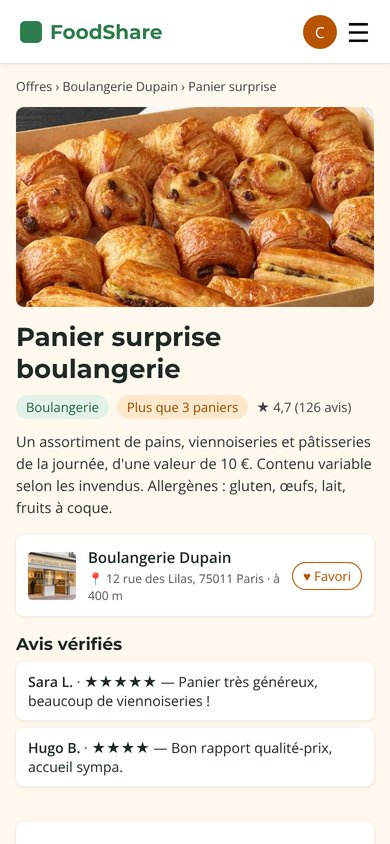 FoodShare
C
Offres › Boulangerie Dupain › Panier surprise
Panier surprise
boulangerie
Boulangerie
Plus que 3 paniers
★ 4,7 (126 avis)
Un assortiment de pains, viennoiseries et pâtisseries
de la journée, d'une valeur de 10 €. Contenu variable
selon les invendus. Allergènes : gluten, œufs, lait,
fruits à coque.
Boulangerie Dupain
📍 12 rue des Lilas, 75011 Paris · à
400 m
♥ Favori
Avis vérifiés
Sara L. · ★★★★★ — Panier très généreux,
beaucoup de viennoiseries !
Hugo B. · ★★★★ — Bon rapport qualité-prix,
accueil sympa.